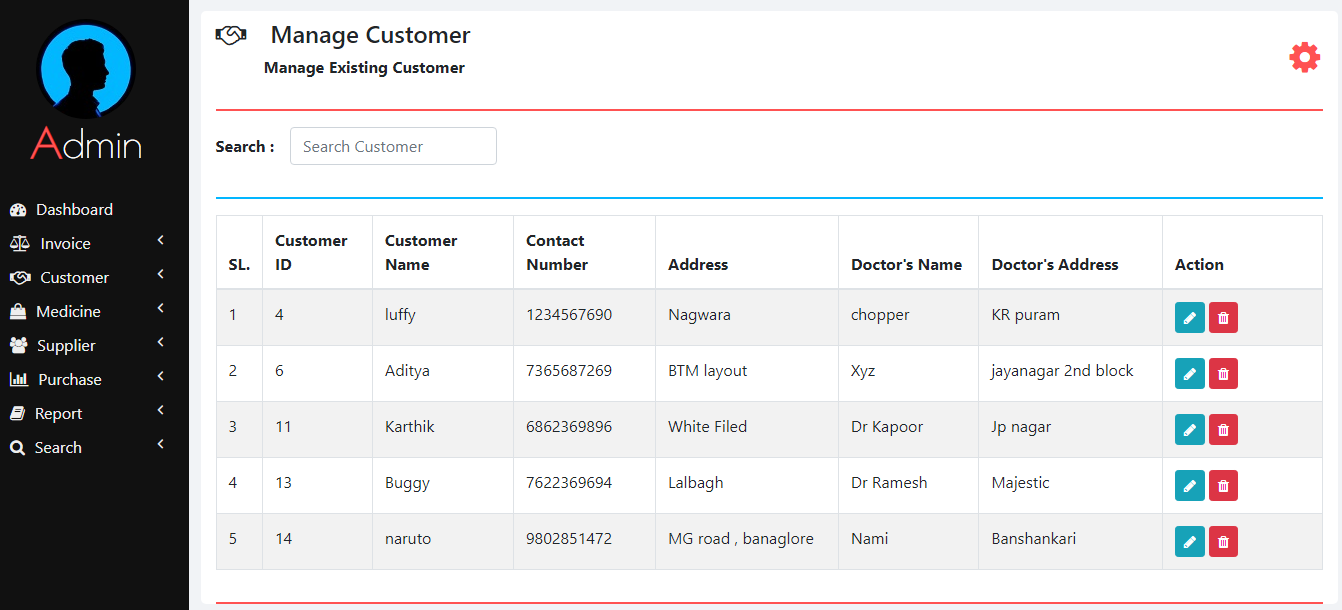 Admin
Dashboard
Invoice
Customer
Medicine
Supplier
Purchase
Report
Search
Manage Customer
Manage Existing Customer
Search :
Search Customer
SL. Customer ID Customer Name Contact Number Address Doctor's Name Doctor's Address Action
1 4 luffy 1234567690 Nagwara chopper KR puram
2 6 Aditya 7365687269 BTM layout Xyz jayanagar 2nd block
3 11 Karthik 6862369896 White Filed Dr Kapoor Jp nagar
4 13 Buggy 7622369694 Lalbagh Dr Ramesh Majestic
5 14 naruto 9802851472 MG road , banaglore Nami Banshankari